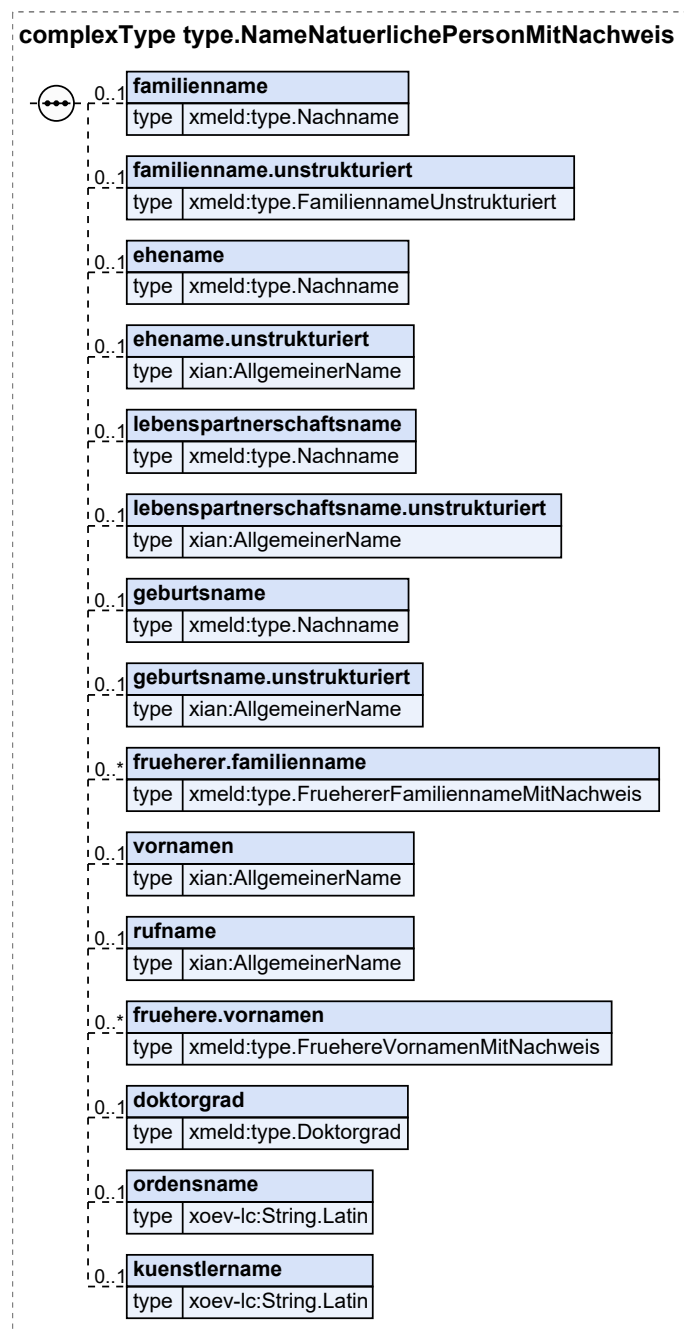 complexType type.NameNatuerlichePersonMitNachweis
0..1 familienname
type xmeld:type.Nachname
0..1 familienname.unstrukturiert
type xmeld:type.FamiliennameUnstrukturiert
0..1 ehename
type xmeld:type.Nachname
0..1 ehename.unstrukturiert
type xian:AllgemeinerName
0..1 lebenspartnerschaftsname
type xmeld:type.Nachname
0..1 lebenspartnerschaftsname.unstrukturiert
type xian:AllgemeinerName
0..1 geburtsname
type xmeld:type.Nachname
0..1 geburtsname.unstrukturiert
type xian:AllgemeinerName
0..* frueherer.familienname
type xmeld:type.FruehererFamiliennameMitNachweis
0..1 vornamen
type xian:AllgemeinerName
0..1 rufname
type xian:AllgemeinerName
0..* fruehere.vornamen
type xmeld:type.FruehereVornamenMitNachweis
0..1 doktorgrad
type xmeld:type.Doktorgrad
0..1 ordensname
type xoev-lc:String.Latin
0..1 kuenstlername
type xoev-lc:String.Latin